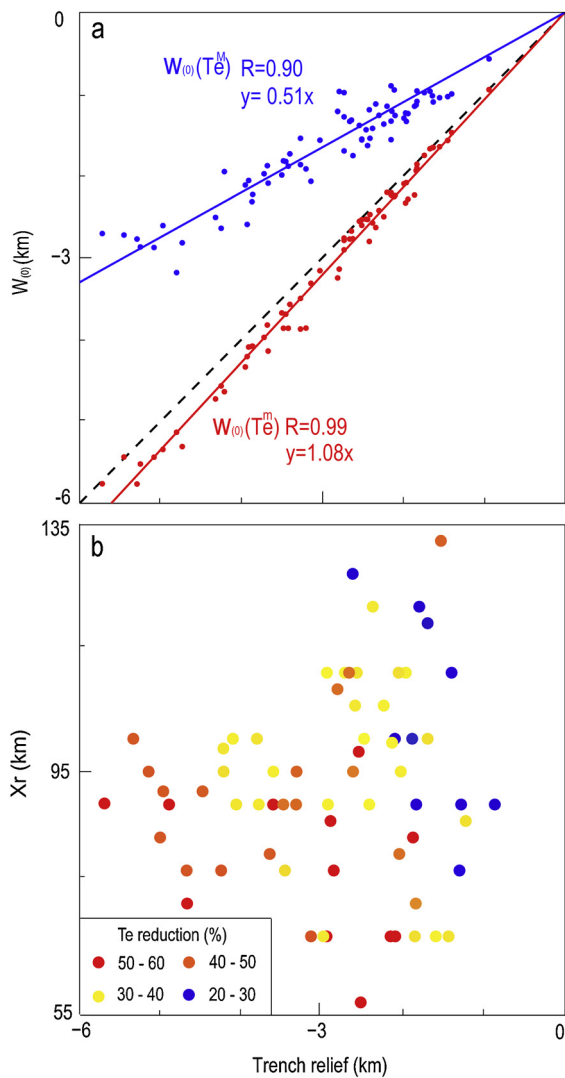 0
a
W(0)(Te^M) R=0.90
y= 0.51x
W(0)(km)
-3
W(0)(Te^m) R=0.99
y=1.08x
-6
135
b
Xr (km)
95
Te reduction (%)
50 - 60
40 - 50
30 - 40
20 - 30
55
-6
-3
0
Trench relief (km)